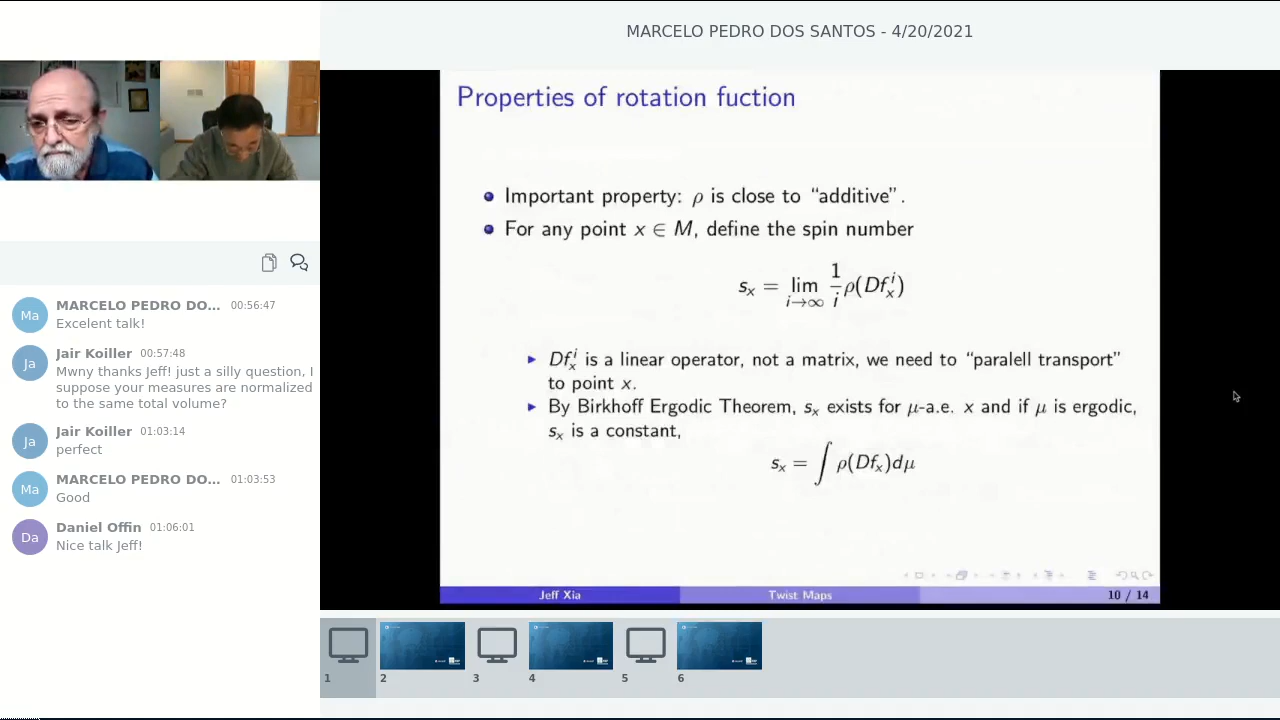 MARCELO PEDRO DOS SANTOS - 4/20/2021
Properties of rotation fuction
Important property: ρ is close to “additive”.
For any point x ∈ M, define the spin number
s_x = lim_{i→∞} 1/i ρ(Df_x^i)
Df_x^i is a linear operator, not a matrix, we need to “paralell transport”
to point x.
By Birkhoff Ergodic Theorem, s_x exists for μ-a.e. x and if μ is ergodic,
s_x is a constant,
s_x = ∫ ρ(Df_x)dμ
Jeff Xia
Twist Maps
10 / 14
Ma
MARCELO PEDRO DO... 00:56:47
Excelent talk!
Ja
Jair Koiller 00:57:48
Mwny thanks Jeff! just a silly question, I
suppose your measures are normalized
to the same total volume?
Ja
Jair Koiller 01:03:14
perfect
Ma
MARCELO PEDRO DO... 01:03:53
Good
Da
Daniel Offin 01:06:01
Nice talk Jeff!
1
2
3
4
5
6